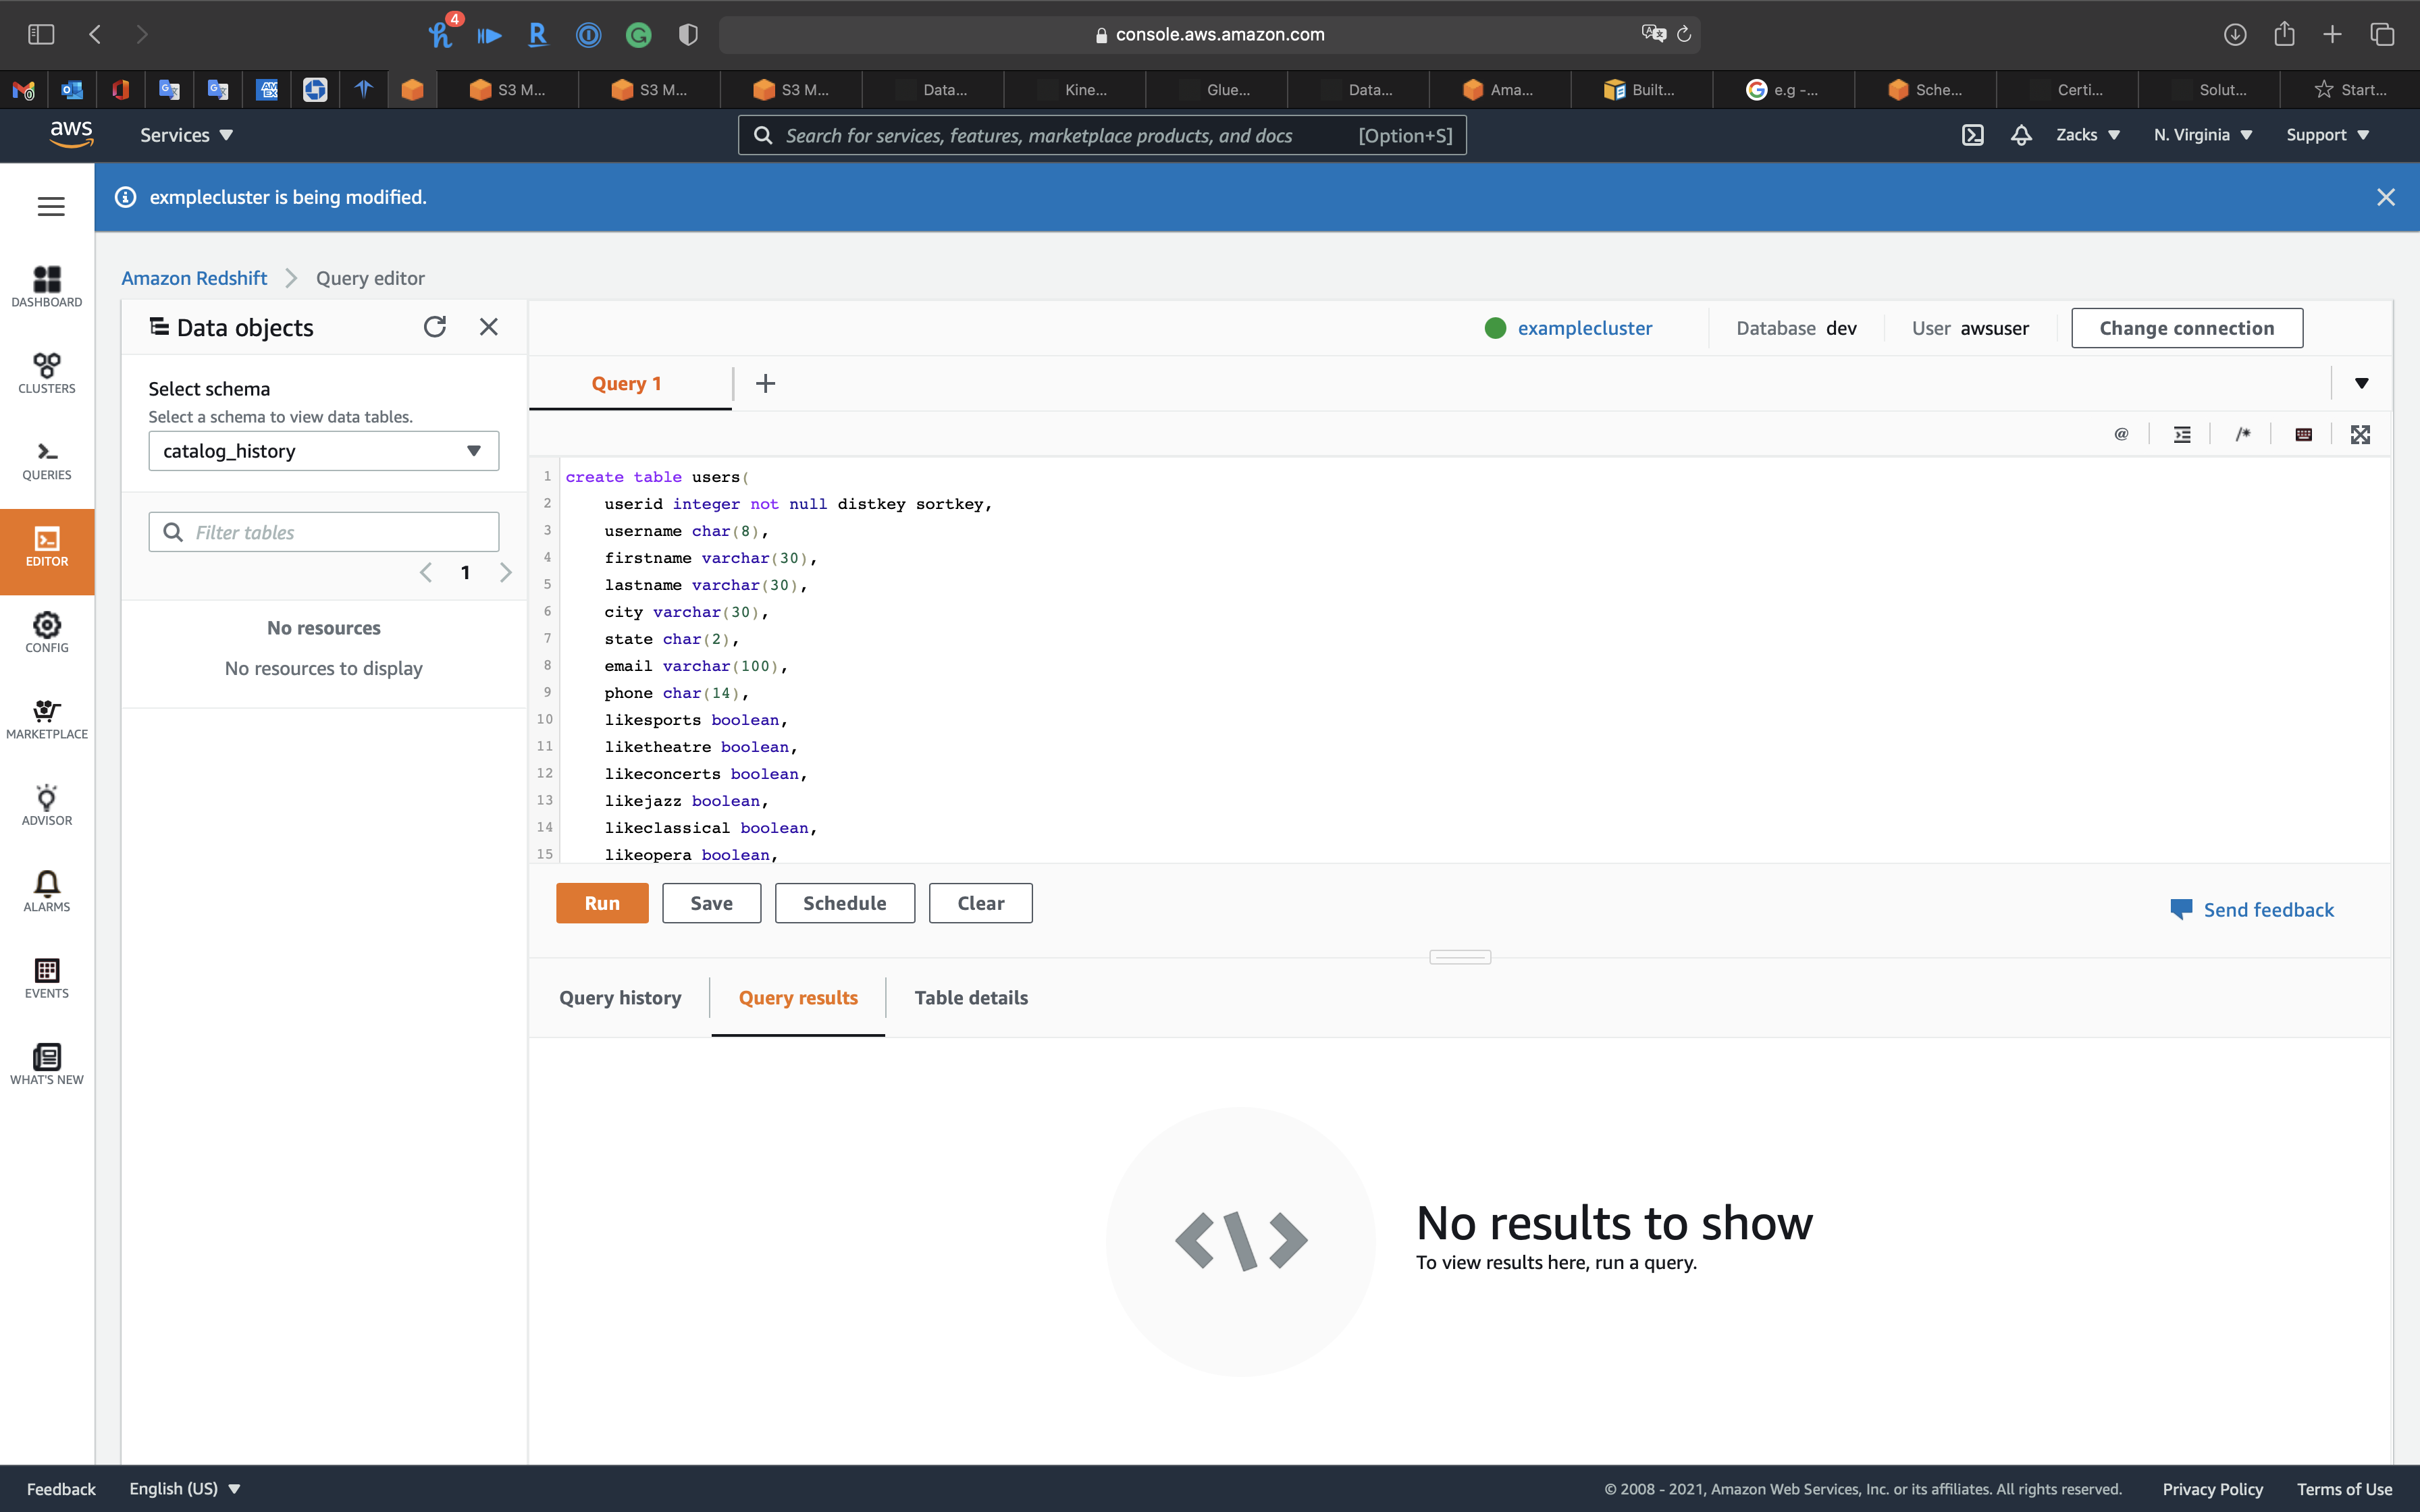 4
console.aws.amazon.com
S3 M...
S3 M...
S3 M...
Data...
Kine...
Glue...
Data...
Ama...
Built...
e.g -...
Sche...
Certi...
Solut...
Start...
aws
Services
Search for services, features, marketplace products, and docs
[Option+S]
Zacks
N. Virginia
Support
exmplecluster is being modified.
DASHBOARD
CLUSTERS
QUERIES
EDITOR
CONFIG
MARKETPLACE
ADVISOR
ALARMS
EVENTS
WHAT'S NEW
Amazon Redshift
Query editor
Data objects
Select schema
Select a schema to view data tables.
catalog_history
Filter tables
1
No resources
No resources to display
examplecluster
Database dev
User awsuser
Change connection
Query 1
@
/*
1 create table users(
2 userid integer not null distkey sortkey,
3 username char(8),
4 firstname varchar(30),
5 lastname varchar(30),
6 city varchar(30),
7 state char(2),
8 email varchar(100),
9 phone char(14),
10 likesports boolean,
11 liketheatre boolean,
12 likeconcerts boolean,
13 likejazz boolean,
14 likeclassical boolean,
15 likeopera boolean,
Run
Save
Schedule
Clear
Send feedback
Query history
Query results
Table details
<\>
No results to show
To view results here, run a query.
Feedback
English (US)
© 2008 - 2021, Amazon Web Services, Inc. or its affiliates. All rights reserved.
Privacy Policy
Terms of Use